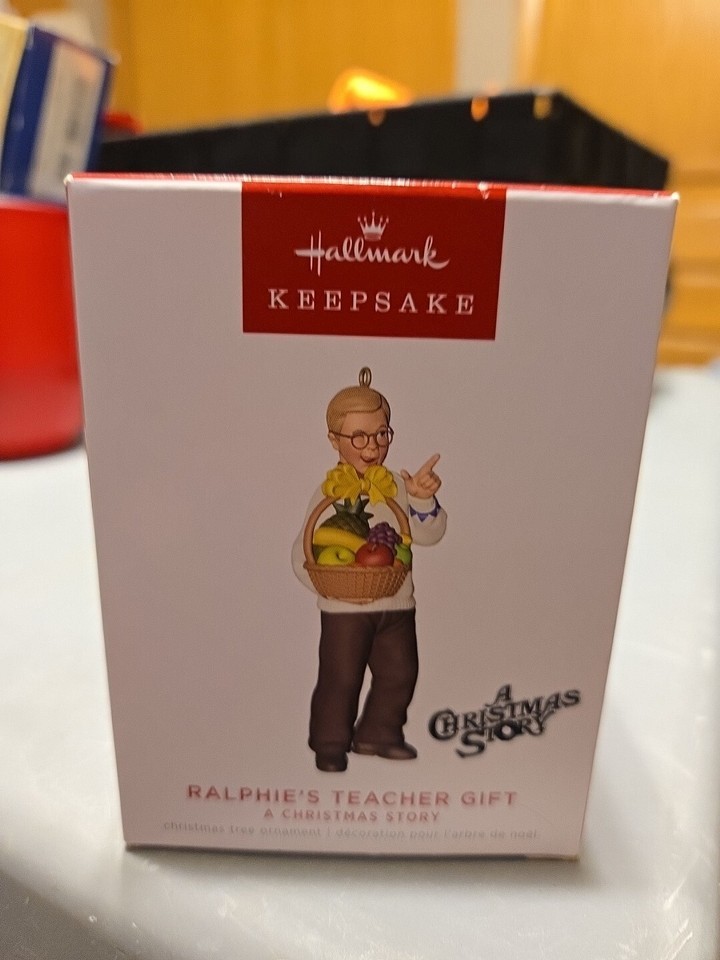 Hallmark
KEEPSAKE
A
CHRISTMAS
STORY
RALPHIE'S TEACHER GIFT
A CHRISTMAS STORY
christmas tree ornament | décoration pour l'arbre de noël